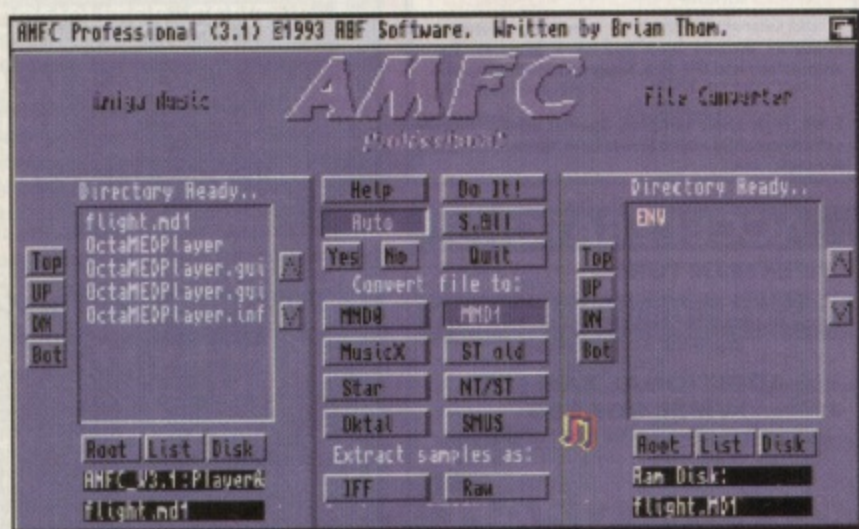 AMFC Professional (3.1) ©1993 ABF Software. Written by Brian Thom.
Amiga Music
AMFC
Professional
File Converter
Directory Ready..
flight.md1
OctaMEDPlayer
OctaMEDPlayer.gui
OctaMEDPlayer.gui
OctaMEDPlayer.inf
Top
UP
DN
Bot
Root List Disk
AMFC_V3.1:Player&
flight.md1
Help Do It!
Auto S.All
Yes No Quit
Convert file to:
MMD0 MMD1
MusicX ST old
Star NT/ST
Oktal SMUS
Extract samples as:
IFF Raw
Directory Ready..
ENV
Top
UP
DN
Bot
Root List Disk
Ram Disk:
flight.MD1